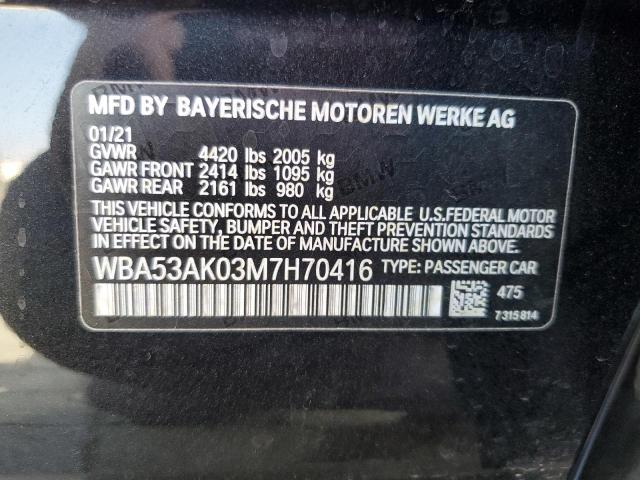 MFD BY BAYERISCHE MOTOREN WERKE AG
01/21
GVWR 4420 lbs 2005 kg
GAWR FRONT 2414 lbs 1095 kg
GAWR REAR 2161 lbs 980 kg
THIS VEHICLE CONFORMS TO ALL APPLICABLE U.S.FEDERAL MOTOR
VEHICLE SAFETY, BUMPER AND THEFT PREVENTION STANDARDS
IN EFFECT ON THE DATE OF MANUFACTURE SHOWN ABOVE.
WBA53AK03M7H70416 TYPE: PASSENGER CAR
475
7315814